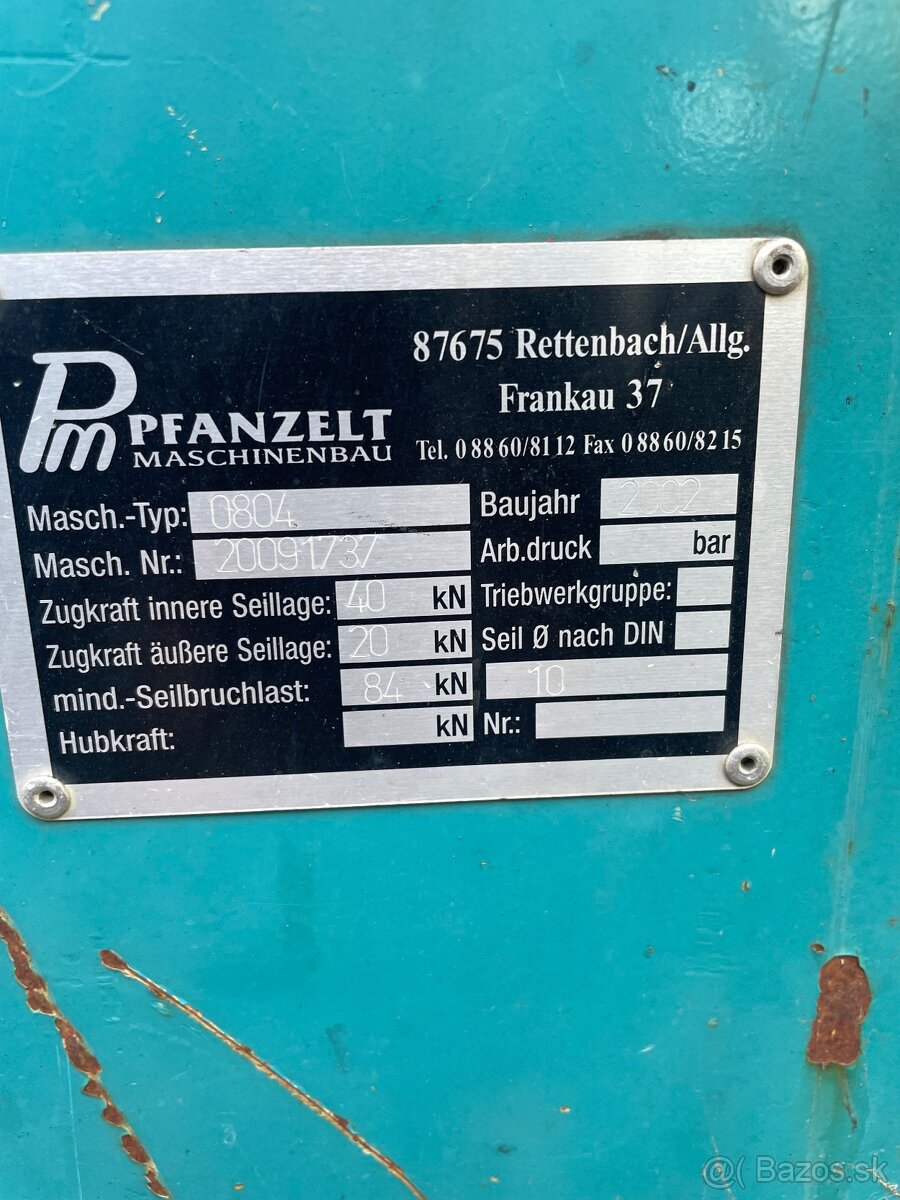 87675 Rettenbach/Allg.
Frankau 37
Pm PFANZELT
MASCHINENBAU
Tel. 0 88 60/81 12 Fax 0 88 60/82 15
Masch.-Typ: 0804
Baujahr 2002
Masch. Nr.: 20091737
Arb.druck bar
Zugkraft innere Seillage: 40 kN
Triebwerkgruppe:
Zugkraft äußere Seillage: 20 kN
Seil Ø nach DIN
mind.-Seilbruchlast: 84 kN
10
Hubkraft: kN
Nr.:
@( Bazos.sk